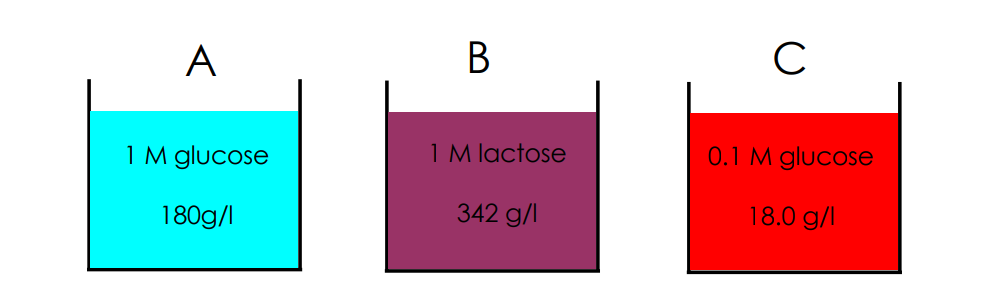 A
B
C
1 M glucose
180g/l
1 M lactose
342 g/l
0.1 M glucose
18.0 g/l